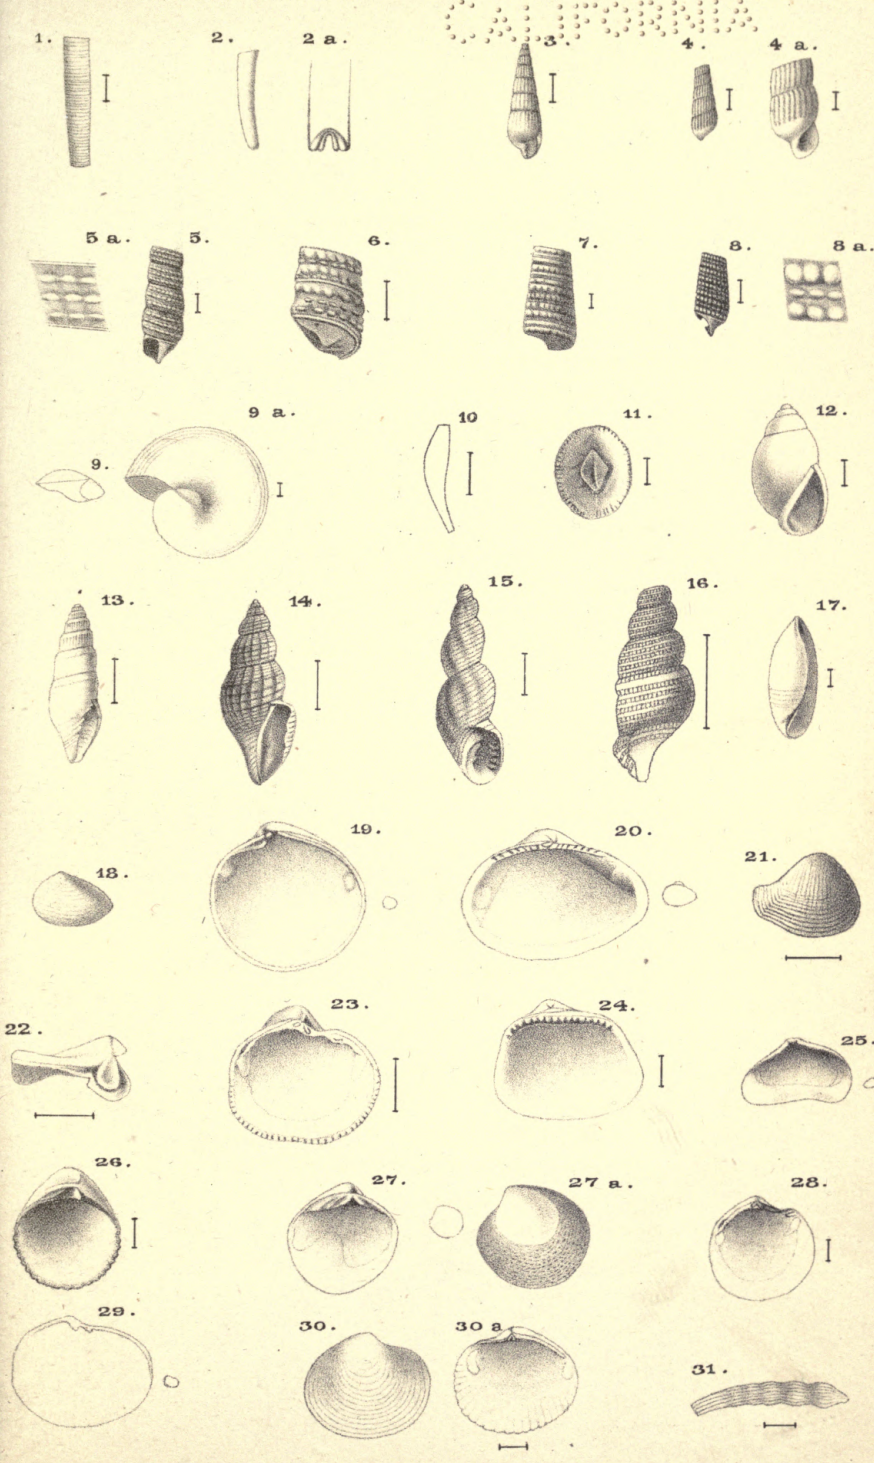 CALIFORNIA
1. 2. 2 a. 3. 4. 4 a.
5 a. 5. 6. 7. 8. 8 a.
9. 9 a. 10 11. 12.
13. 14. 15. 16. 17.
18. 19. 20. 21.
22. 23. 24. 25.
26. 27. 27 a. 28.
29. 30. 30 a 31.